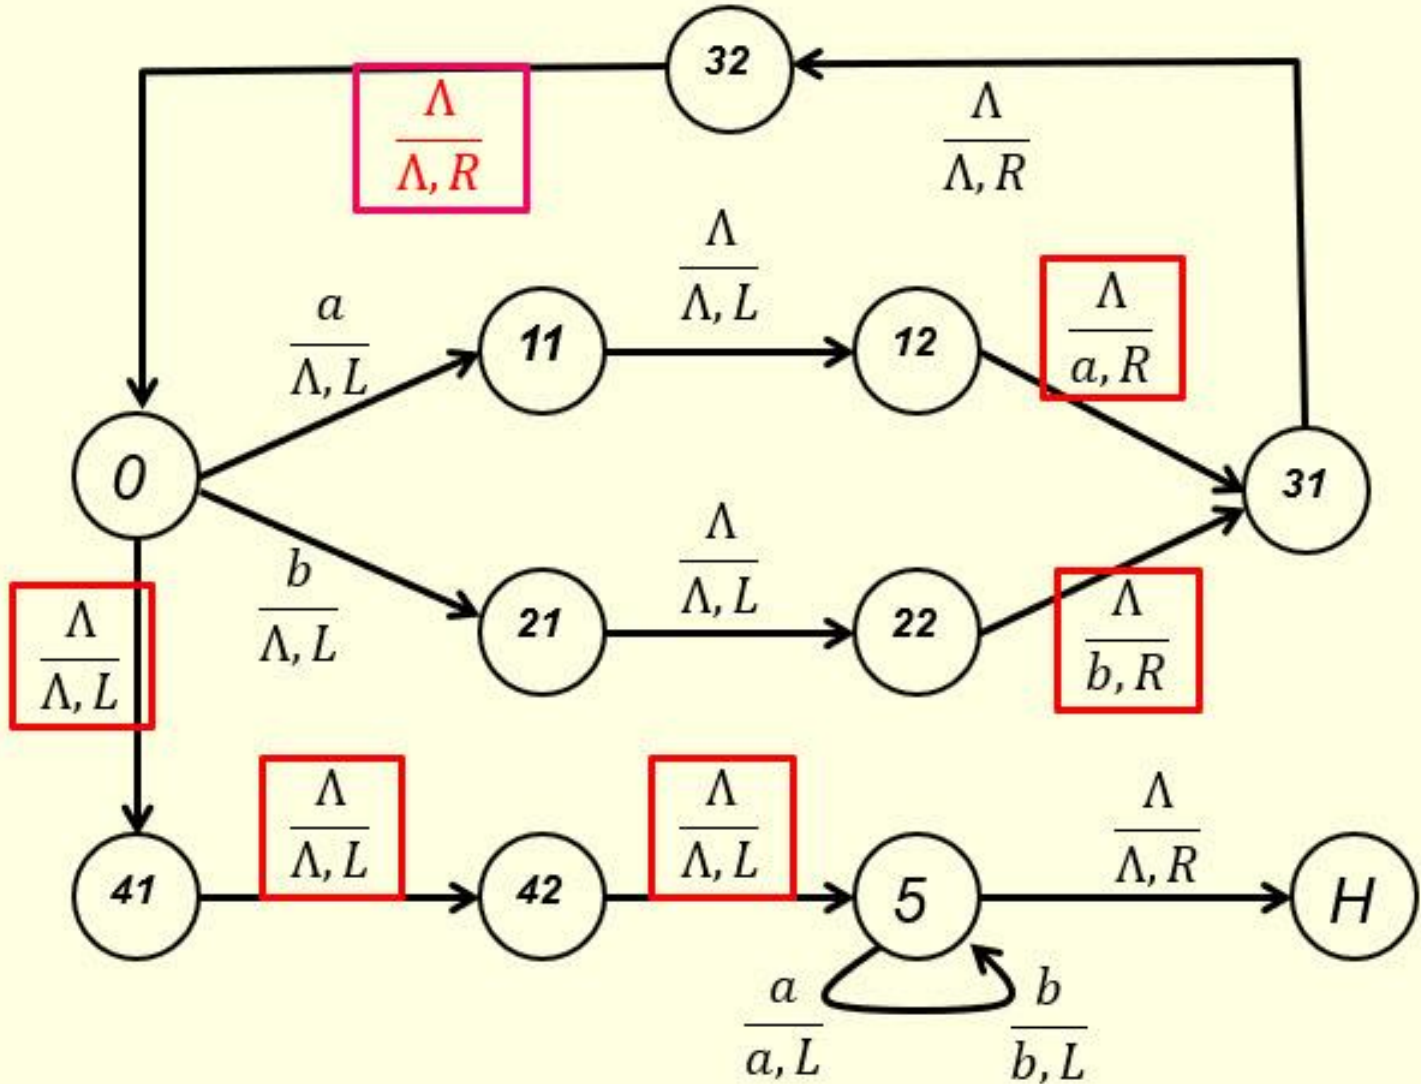 32
Λ
Λ, R
Λ
Λ, R
Λ
Λ, L
a
Λ, L
11
12
Λ
a, R
0
31
b
Λ, L
21
Λ
Λ, L
22
Λ
b, R
Λ
Λ, L
41
Λ
Λ, L
42
Λ
Λ, L
5
Λ
Λ, R
H
a
a, L
b
b, L